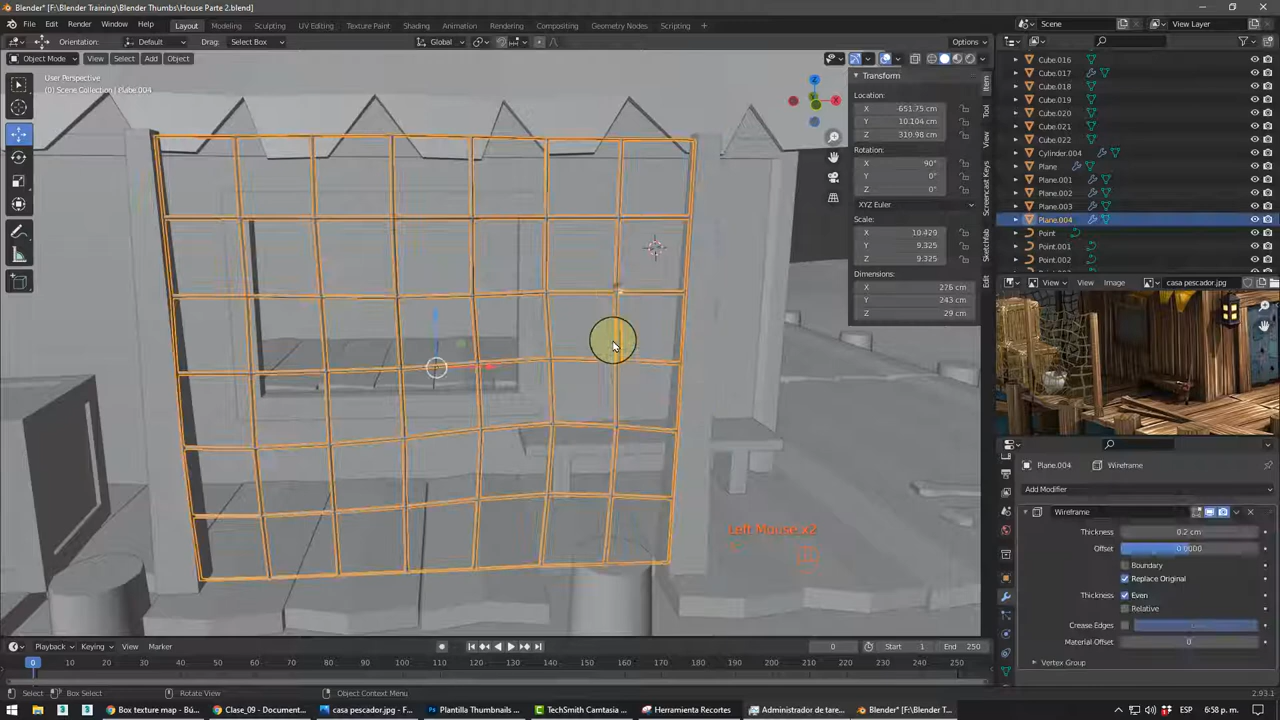 Blender* [F:\Blender Training\Blender Thumbs\House Parte 2.blend]
File Edit Render Window Help Layout Modeling Sculpting UV Editing Texture Paint Shading Animation Rendering Compositing Geometry Nodes Scripting + Scene View Layer
Orientation: Default Drag: Select Box Global Options
Object Mode View Select Add Object
User Perspective
(0) Scene Collection | Plane.004
Transform
Location:
X -651.75 cm
Y 10.104 cm
Z 310.98 cm
Rotation:
X 90°
Y 0°
Z 0°
XYZ Euler
Scale:
X 10.429
Y 9.325
Z 9.325
Dimensions:
X 276 cm
Y 243 cm
Z 29 cm
Item
Tool
View
Screencast Keys
Sketchfab
Edit
Cube.016
Cube.017
Cube.018
Cube.019
Cube.020
Cube.021
Cube.022
Cylinder.004
Plane
Plane.001
Plane.002
Plane.003
Plane.004
Point
Point.001
Point.002
View Image casa pescador.jpg
Plane.004 Wireframe
Add Modifier
Wireframe
Thickness 0.2 cm
Offset 0.0000
Boundary
Replace Original
Thickness Even
Relative
Crease Edges
Material Offset 0
Vertex Group
Left Mouse x2
Playback Keying View Marker 0 Start 1 End 250
0 10 20 30 40 50 60 70 80 90 100 110 120 130 140 150 160 170 180 190 200 210 220 230 240 250
Select Box Select Rotate View Object Context Menu 2.93.1
Box texture map - Bú... Clase_09 - Document... casa pescador.jpg - F... Plantilla Thumbnails ... TechSmith Camtasia ... Herramienta Recortes Administrador de tare... Blender* [F:\Blender T... ESP 6:58 p. m.